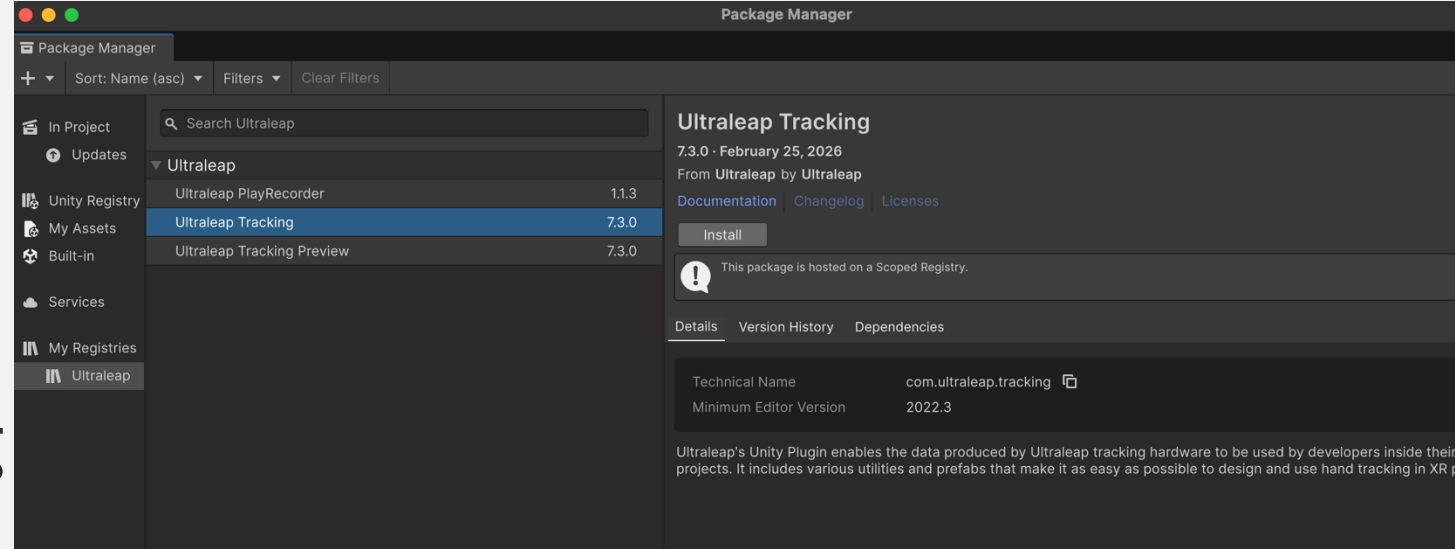 Package Manager
Package Manager
Sort: Name (asc)
Filters
Clear Filters
In Project
Updates
Unity Registry
My Assets
Built-in
Services
My Registries
Ultraleap
Search Ultraleap
Ultraleap
Ultraleap PlayRecorder 1.1.3
Ultraleap Tracking 7.3.0
Ultraleap Tracking Preview 7.3.0
Ultraleap Tracking
7.3.0 · February 25, 2026
From Ultraleap by Ultraleap
Documentation Changelog Licenses
Install
This package is hosted on a Scoped Registry.
Details Version History Dependencies
Technical Name com.ultraleap.tracking
Minimum Editor Version 2022.3
Ultraleap's Unity Plugin enables the data produced by Ultraleap tracking hardware to be used by developers inside their
projects. It includes various utilities and prefabs that make it as easy as possible to design and use hand tracking in XR